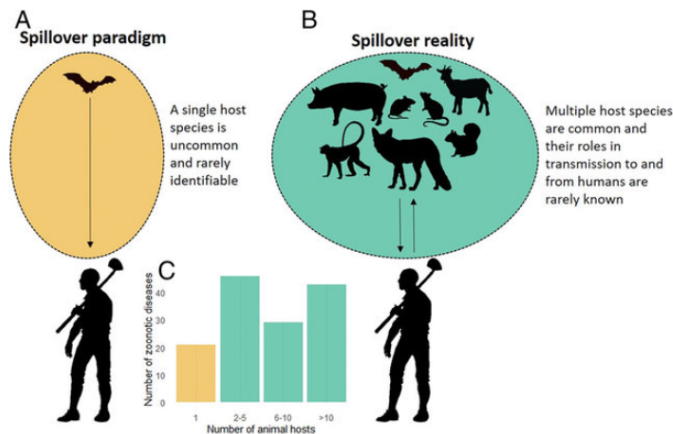 A
Spillover paradigm
A single host
species is
uncommon and
rarely
identifiable
B
Spillover reality
Multiple host species
are common and
their roles in
transmission to and
from humans are
rarely known
C
Number of zoonotic diseases
40
30
20
10
0
1
2-5
6-10
>10
Number of animal hosts